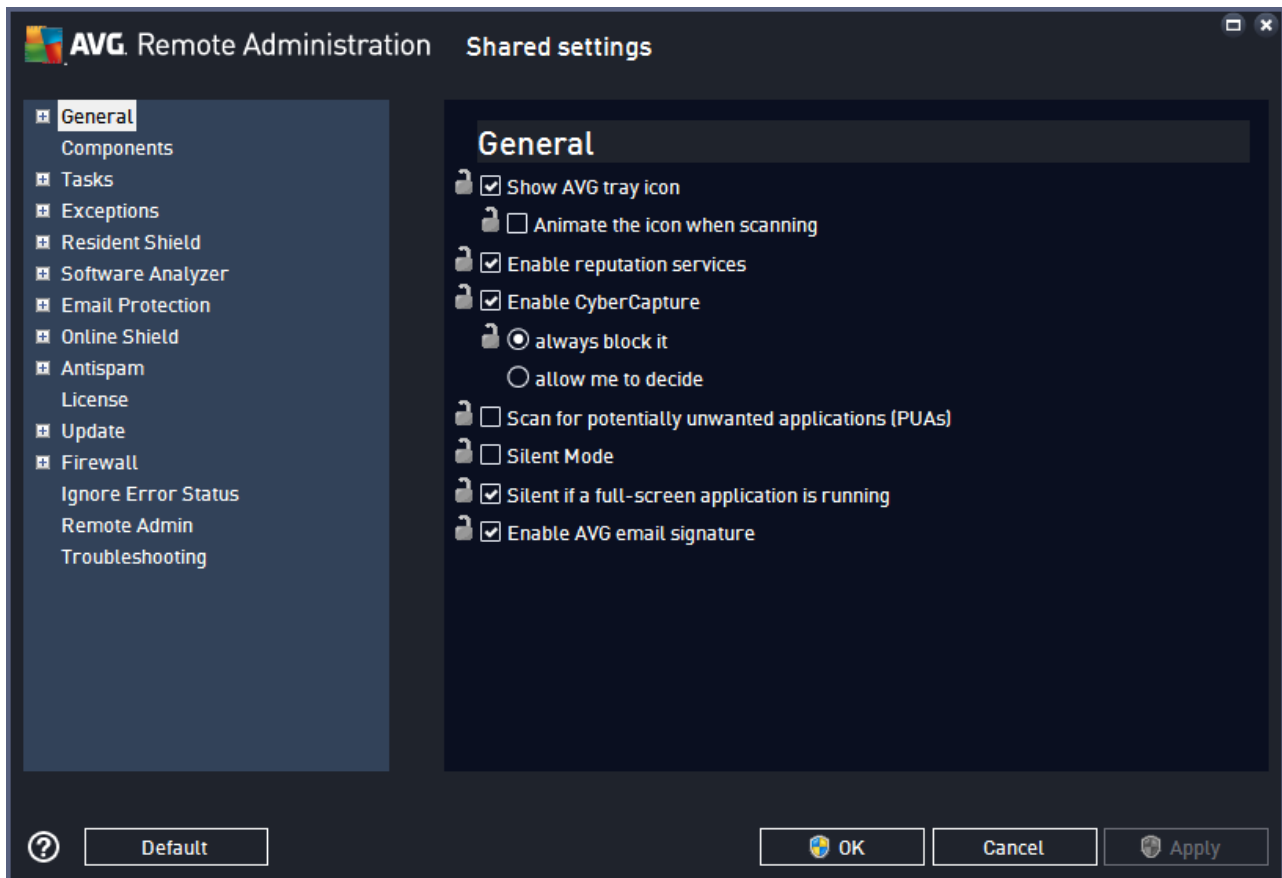 AVG. Remote Administration Shared settings
General
Components
Tasks
Exceptions
Resident Shield
Software Analyzer
Email Protection
Online Shield
Antispam
License
Update
Firewall
Ignore Error Status
Remote Admin
Troubleshooting
General
Show AVG tray icon
Animate the icon when scanning
Enable reputation services
Enable CyberCapture
always block it
allow me to decide
Scan for potentially unwanted applications (PUAs)
Silent Mode
Silent if a full-screen application is running
Enable AVG email signature
? Default OK Cancel Apply